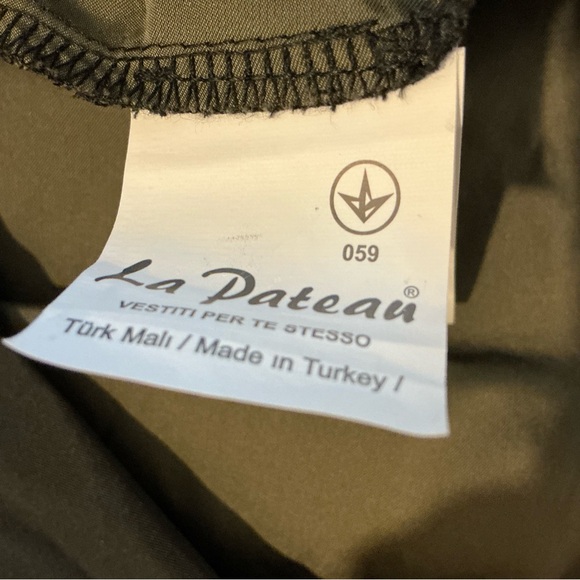 059
La Pateau®
VESTITI PER TE STESSO
Türk Malı / Made in Turkey /